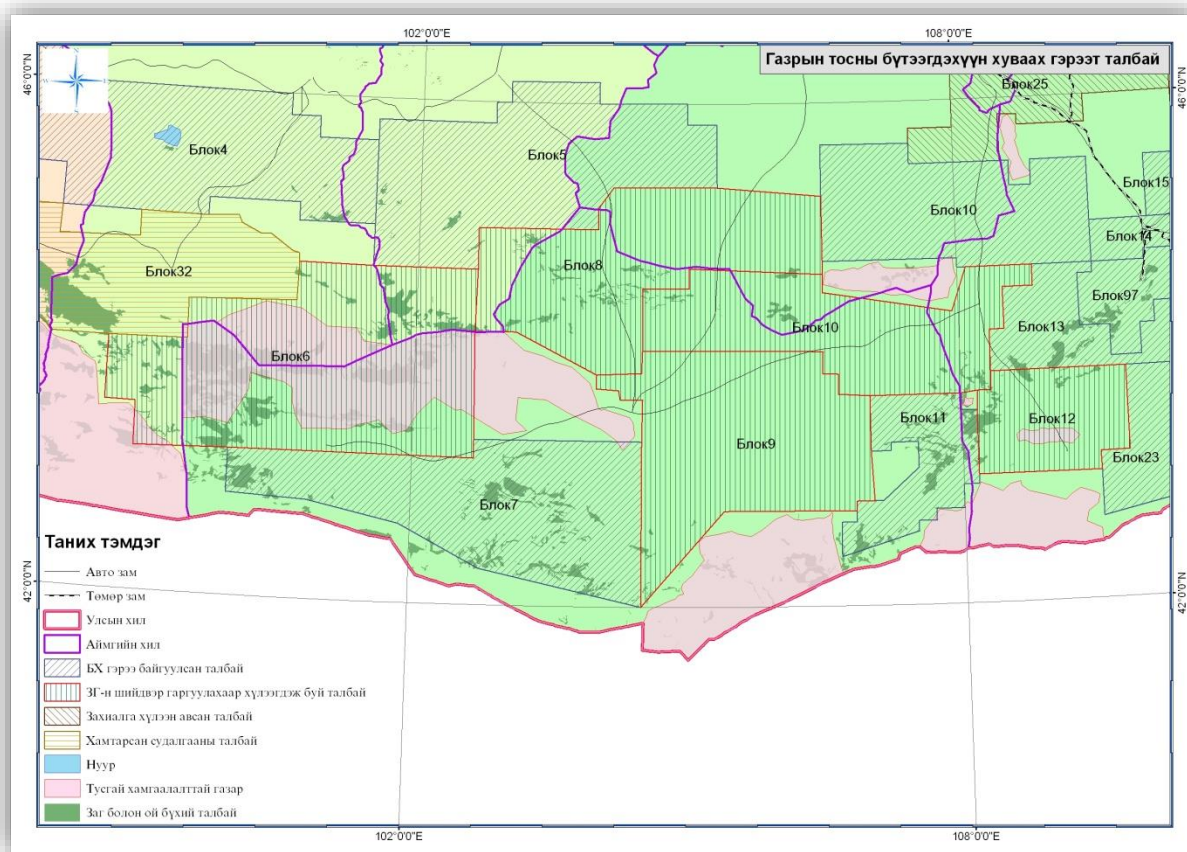 102°0'0"E
108°0'0"E
Газрын тосны бүтээгдэхүүн хуваах гэрээт талбай
46°0'0"N
46°0'0"N
Блок25
Блок4
Блок5
Блок15
Блок10
Блок14
Блок32
Блок8
Блок97
Блок10
Блок13
Блок6
Блок11
Блок12
Блок9
Блок23
Блок7
Таних тэмдэг
Авто зам
Төмөр зам
Улсын хил
Аймгийн хил
БХ гэрээ байгуулсан талбай
ЗГ-н шийдвэр гаргуулахаар хүлээгдэж буй талбай
Захиалга хүлээн авсан талбай
Хамтарсан судалгааны талбай
Нуур
Тусгай хамгаалалттай газар
Заг болон ой бүхий талбай
42°0'0"N
42°0'0"N
102°0'0"E
108°0'0"E